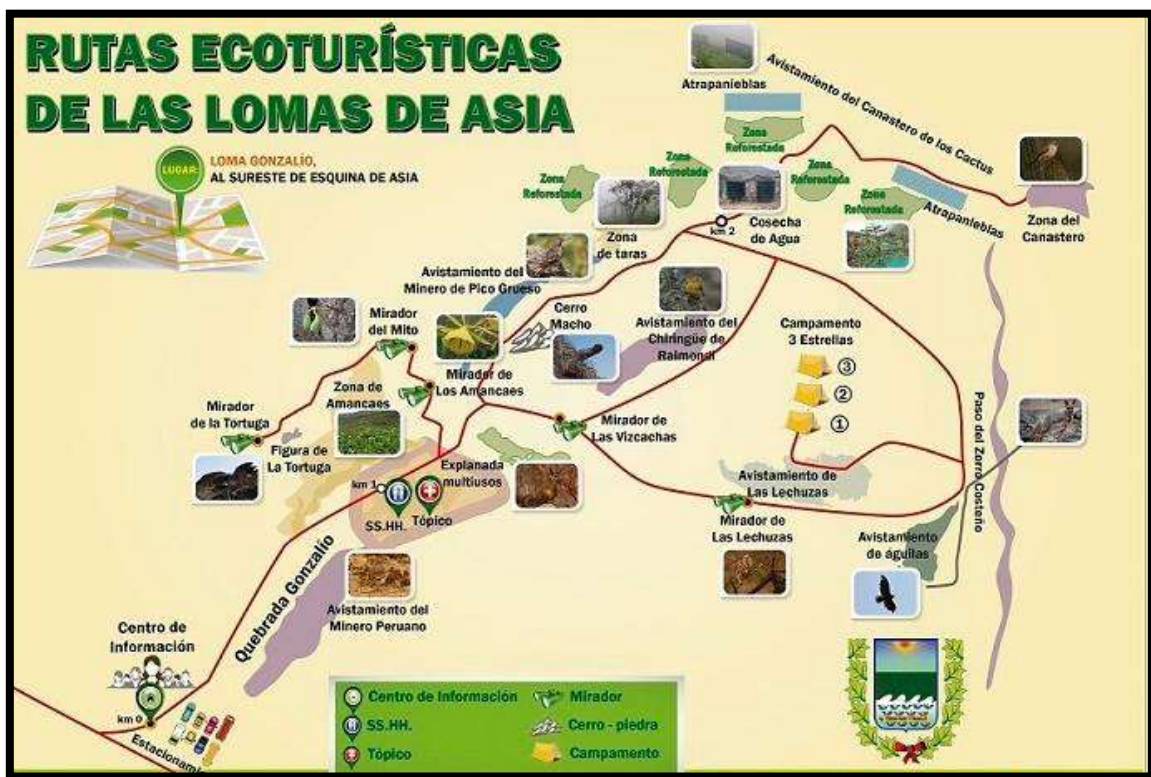 RUTAS ECOTURÍSTICAS
DE LAS LOMAS DE ASIA
LUGAR:
LOMA GONZALÍO,
AL SURESTE DE ESQUINA DE ASIA
Atrapanieblas
Avistamiento del Canastero de los Cactus
Zona
Reforestada
Zona
Reforestada
Zona
Reforestada
Zona
Reforestada
Zona
Reforestada
Atrapanieblas
Zona del
Canastero
km 2
Cosecha
de Agua
Zona
de taras
Avistamiento del
Minero de Pico Grueso
Cerro
Macho
Avistamiento del
Chiringüe de
Raimondi
Campamento
3 Estrellas
3
2
1
Mirador
del Mito
Mirador de
Los Amancaes
Zona de
Amancaes
Mirador
de la Tortuga
Figura de
La Tortuga
Mirador de
Las Vizcachas
Explanada
multiusos
km 1
SS.HH.
Tópico
Avistamiento de
Las Lechuzas
Mirador de
Las Lechuzas
Avistamiento
de águilas
Paso del Zorro Costeño
Quebrada Gonzalío
Avistamiento del
Minero Peruano
Centro de
Información
km 0
Estacionami
Centro de Información
SS.HH.
Tópico
Mirador
Cerro - piedra
Campamento